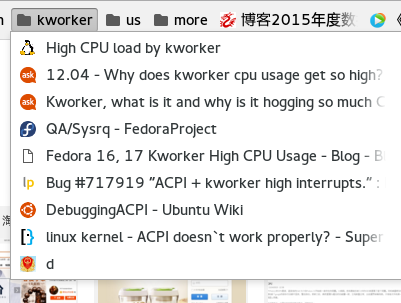 kworker us more 博客2015年度数
High CPU load by kworker
12.04 - Why does kworker cpu usage get so high?
Kworker, what is it and why is it hogging so much
QA/Sysrq - FedoraProject
Fedora 16, 17 Kworker High CPU Usage - Blog -
Bug #717919 “ACPI + kworker high interrupts.” :
DebuggingACPI - Ubuntu Wiki
linux kernel - ACPI doesn`t work properly? - Super
d